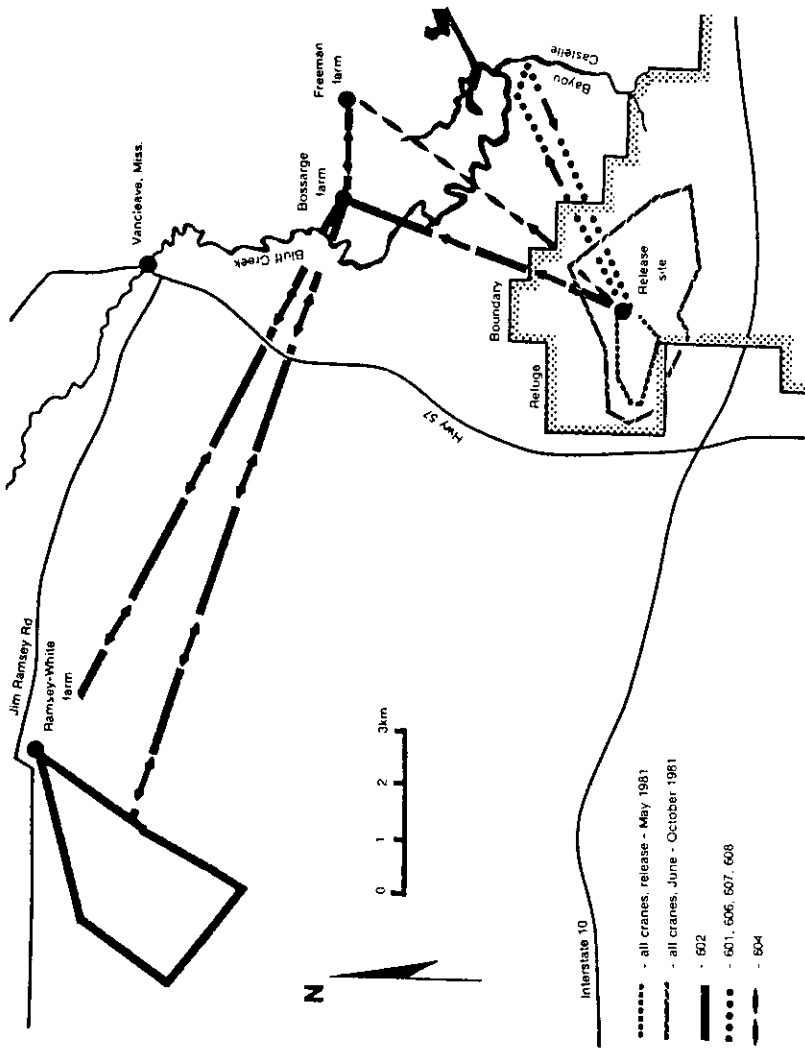 Jim Ramsey Rd
Ramsey-White
farm
Vancleave, Miss.
Bluff Creek
Bossarge
farm
Freeman
farm
Bayou
Castelle
Hwy 57
Refuge
Boundary
Release
site
N
0
1
2
3km
Interstate 10
- all cranes, release - May 1981
- all cranes, June - October 1981
- 602
- 601, 606, 607, 608
- 604